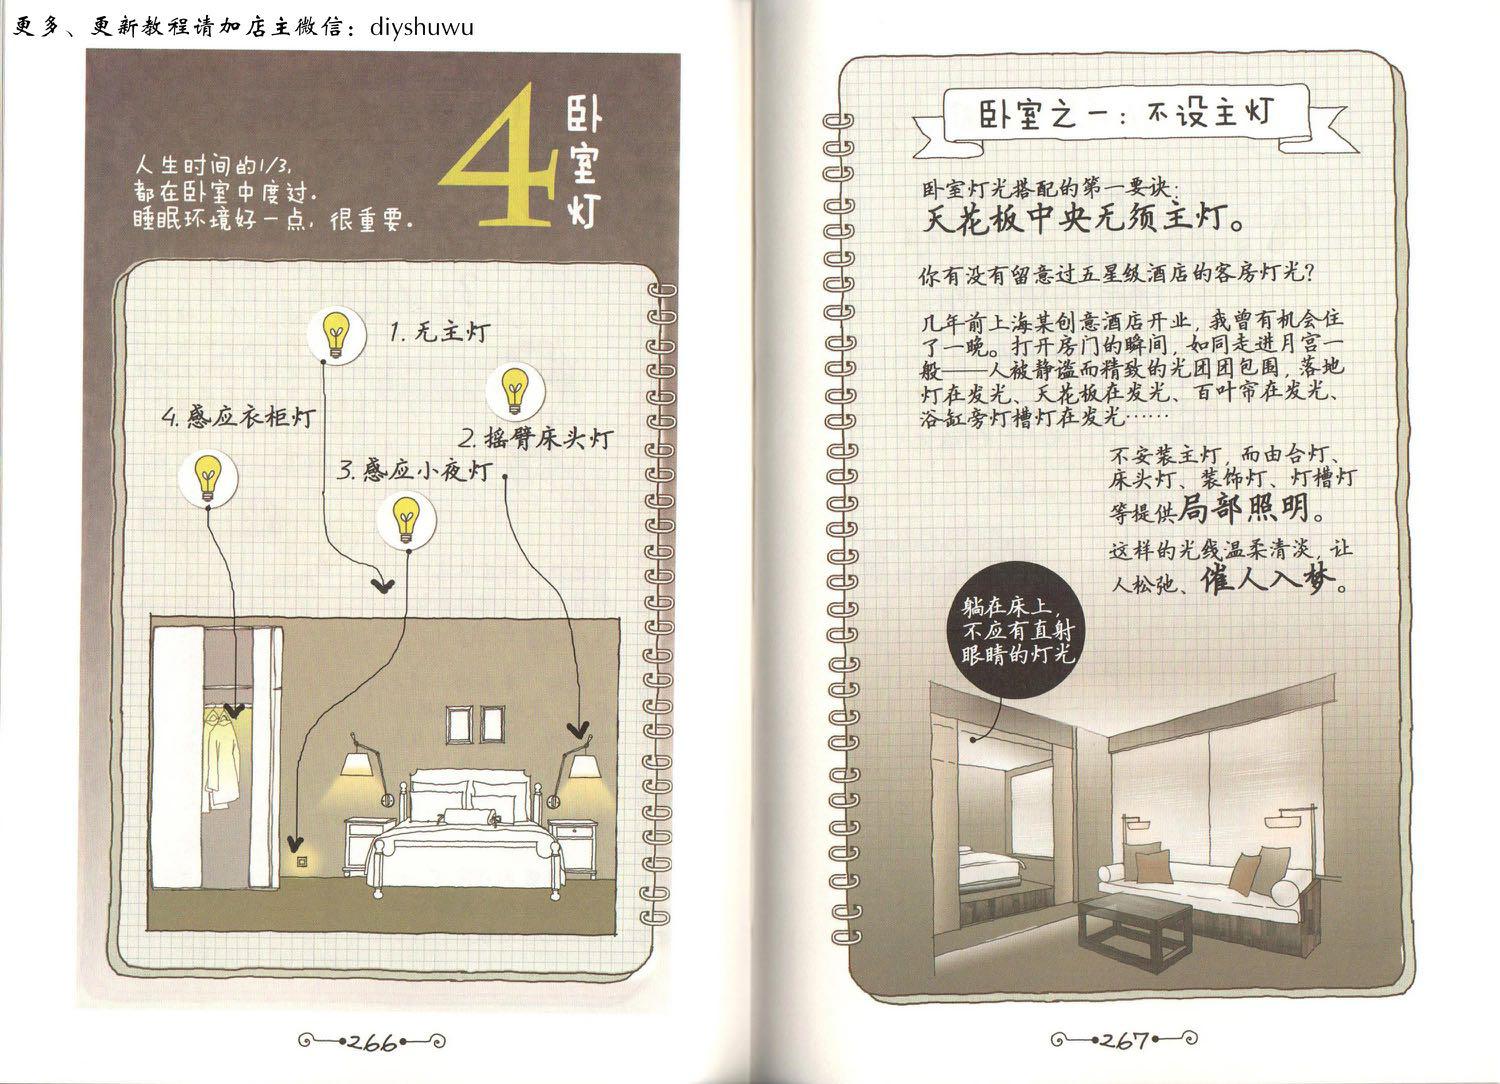 更多、更新教程请加店主微信：diyshuwu
4
卧室灯
人生时间的1/3,
都在卧室中度过。
睡眠环境好一点，很重要。
1.无主灯
4.感应衣柜灯
2.摇臂床头灯
3.感应小夜灯
266
卧室之一：不设主灯
卧室灯光搭配的第一要诀：
天花板中央无须主灯。
你有没有留意过五星级酒店的客房灯光？
几年前上海某创意酒店开业，我曾有机会住
了一晚。打开房门的瞬间，如同走进月宫一
般——人被静谧而精致的光团团包围，落地
灯在发光、天花板在发光、百叶帘在发光、
浴缸旁灯槽灯在发光……
不安装主灯，而由台灯、
床头灯、装饰灯、灯槽灯
等提供局部照明。
这样的光线温柔清淡，让
人松弛、催人入梦。
躺在床上，
不应有直射
眼睛的灯光
267